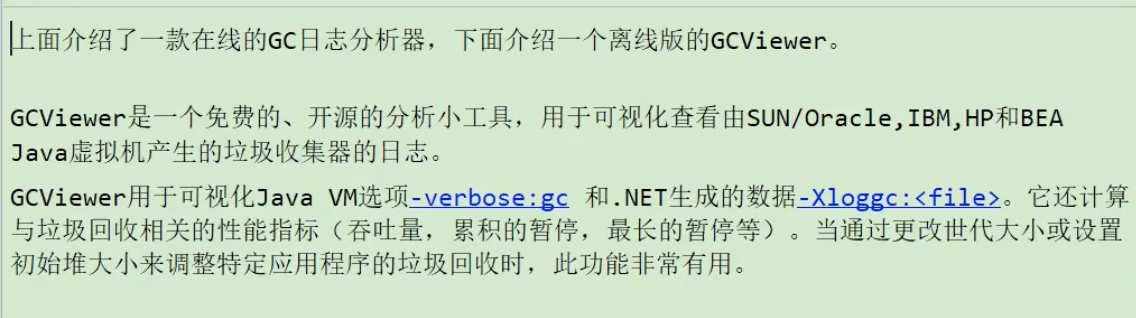 上面介绍了一款在线的GC日志分析器，下面介绍一个离线版的GCViewer。
GCViewer是一个免费的、开源的分析小工具，用于可视化查看由SUN/Oracle,IBM,HP和BEA
Java虚拟机产生的垃圾收集器的日志。
GCViewer用于可视化Java VM选项-verbose:gc 和.NET生成的数据-Xloggc:<file>。它还计算
与垃圾回收相关的性能指标（吞吐量，累积的暂停，最长的暂停等）。当通过更改世代大小或设置
初始堆大小来调整特定应用程序的垃圾回收时，此功能非常有用。